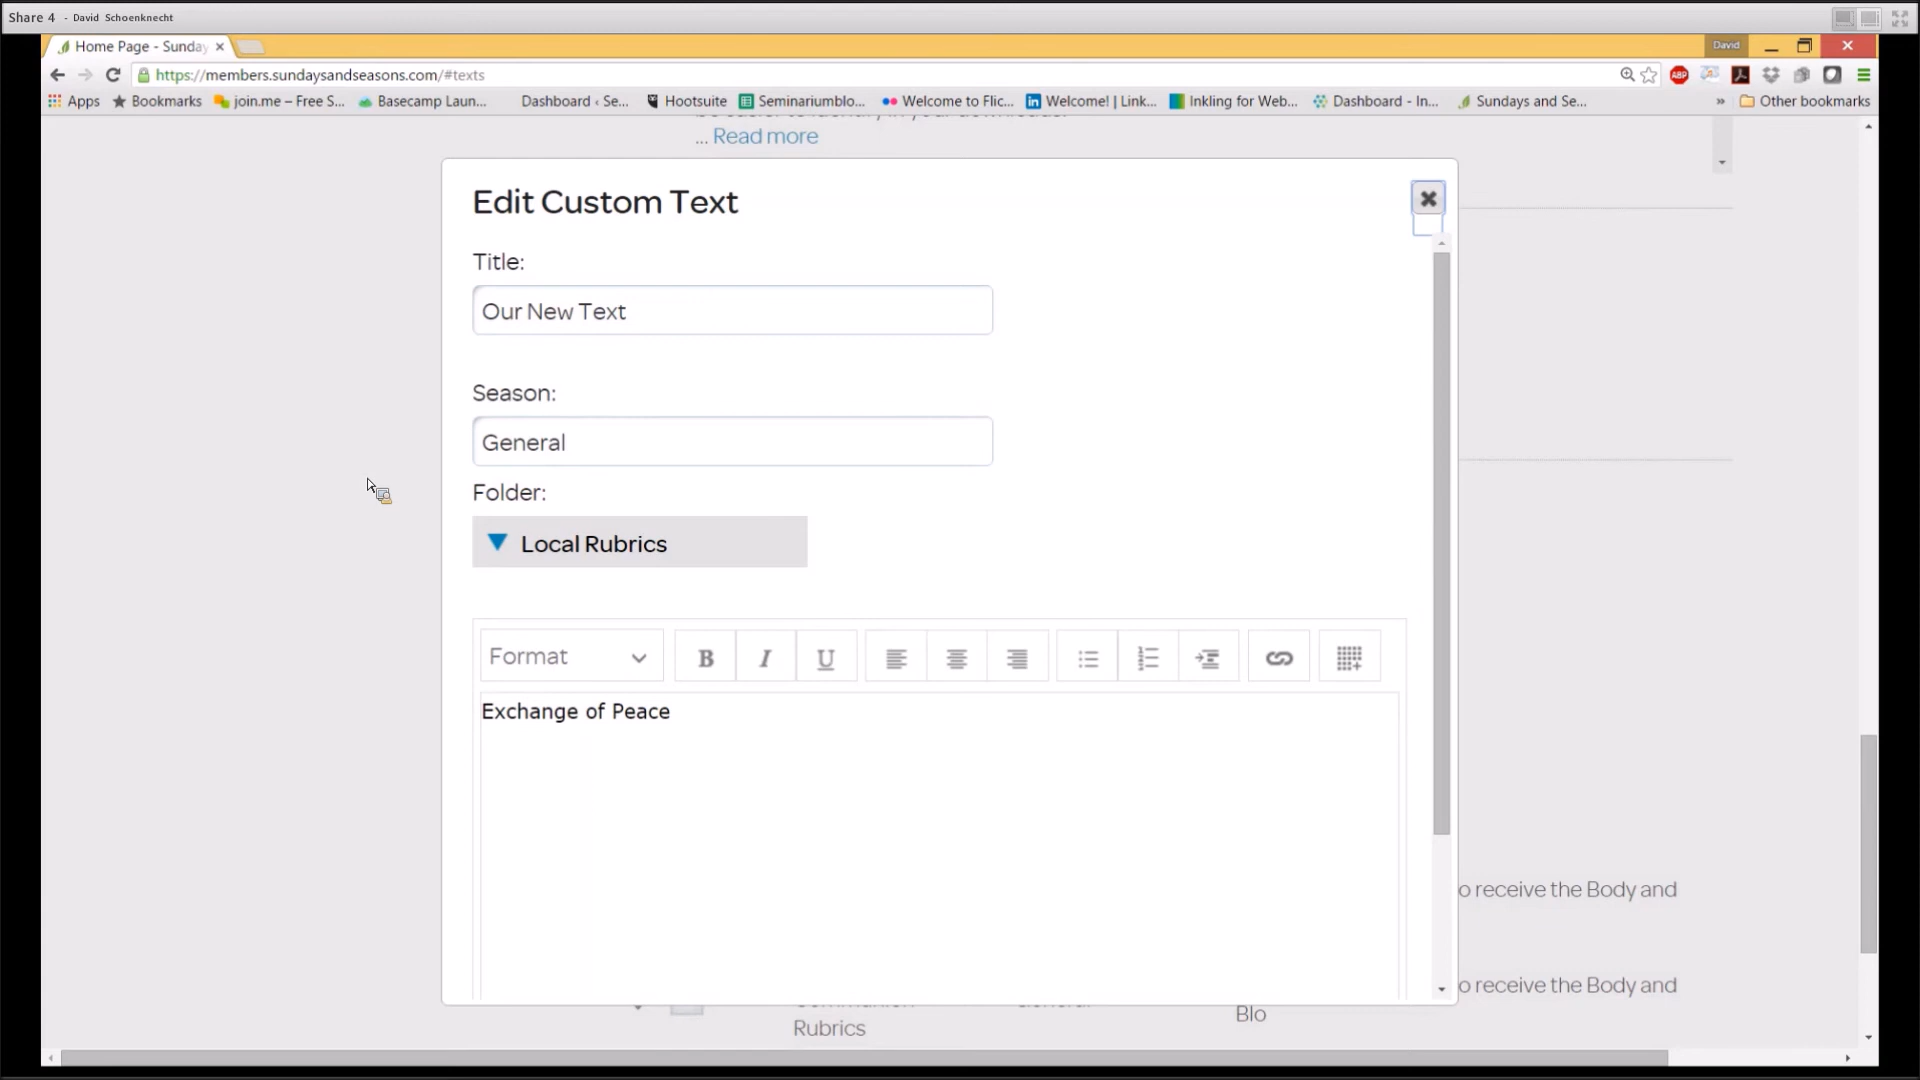 Share 4 - David Schoenknecht
Home Page - Sunday
David
https://members.sundaysandseasons.com/#texts
Apps Bookmarks join.me – Free S... Basecamp Laun... Dashboard ‹ Se... Hootsuite Seminariumblo... Welcome to Flic... Welcome! | Link... Inkling for Web... Dashboard - In... Sundays and Se... » Other bookmarks
... Read more
Edit Custom Text
Title:
Our New Text
Season:
General
Folder:
Local Rubrics
Format B I U
Exchange of Peace
o receive the Body and
o receive the Body and
Blo
Rubrics